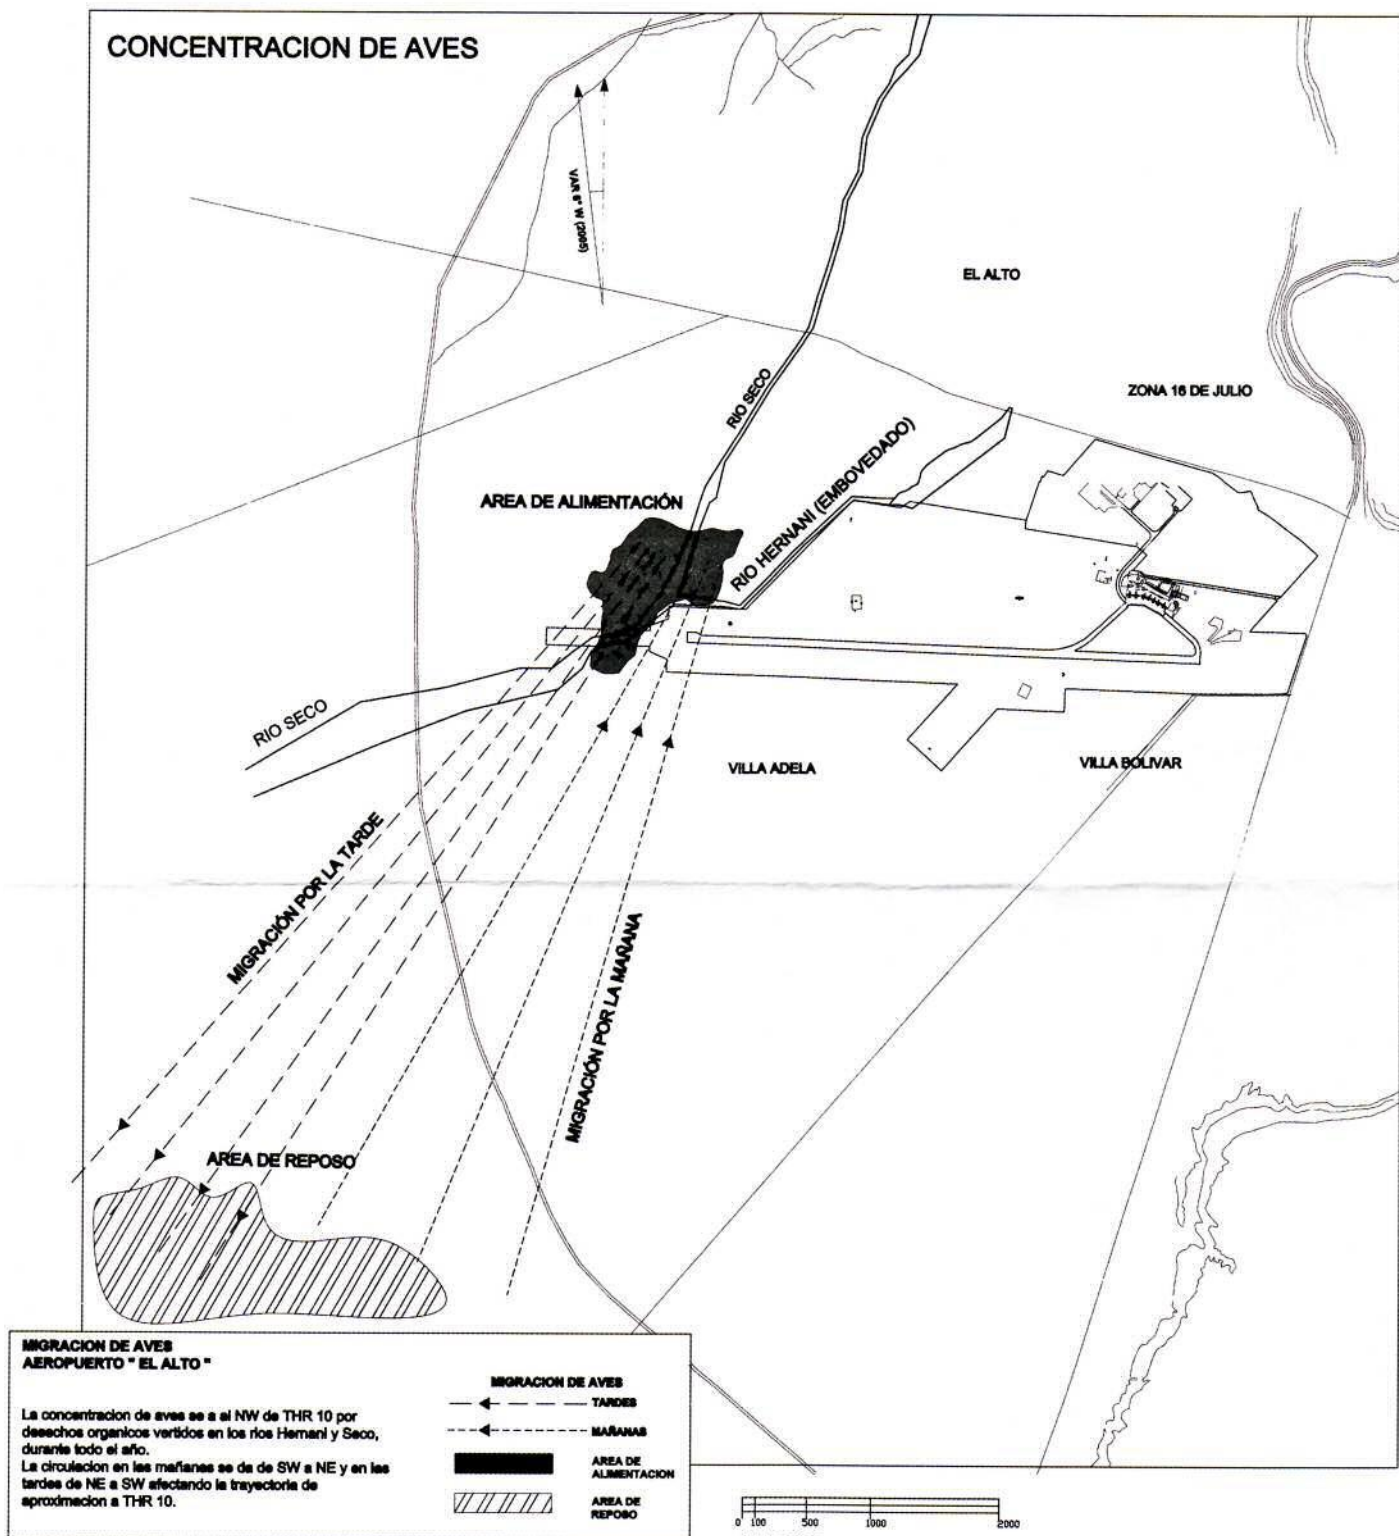 CONCENTRACION DE AVES
VAR 6° W (2005)
EL ALTO
ZONA 16 DE JULIO
RIO SECO
AREA DE ALIMENTACIÓN
RIO HERNANI (EMBOVEDADO)
RIO SECO
VILLA ADELA
VILLA BOLIVAR
MIGRACIÓN POR LA TARDE
MIGRACIÓN POR LA MAÑANA
AREA DE REPOSO
MIGRACION DE AVES
AEROPUERTO " EL ALTO "
La concentracion de aves se a al NW de THR 10 por
desechos organicos vertidos en los rios Hernani y Seco,
durante todo el año.
La circulacion en las mañanas se da de SW a NE y en las
tardes de NE a SW afectando la trayectoria de
aproximacion a THR 10.
MIGRACION DE AVES
TARDES
MAÑANAS
AREA DE
ALIMENTACION
AREA DE
REPOSO
0 100 500 1000 2000